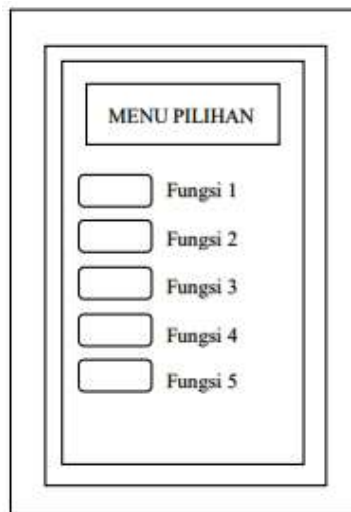 MENU PILIHAN
Fungsi 1
Fungsi 2
Fungsi 3
Fungsi 4
Fungsi 5